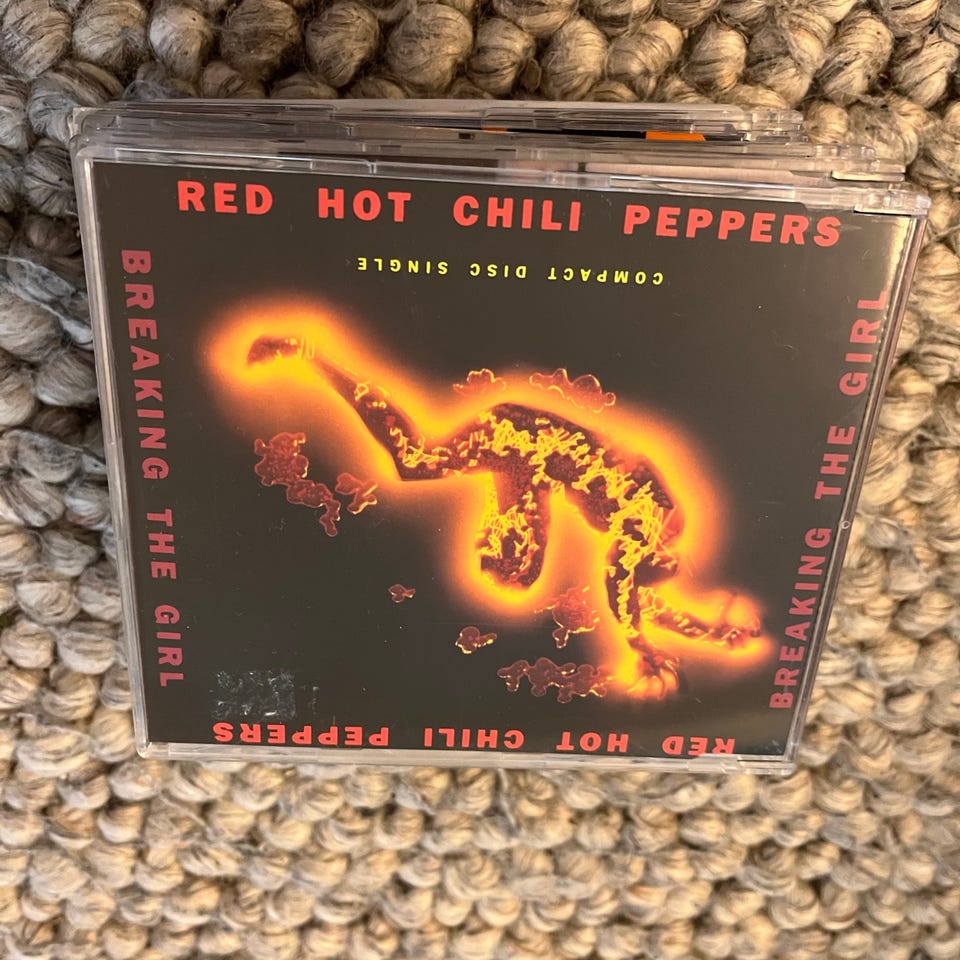 RED HOT CHILI PEPPERS
COMPACT DISC SINGLE
BREAKING THE GIRL
BREAKING THE GIRL
RED HOT CHILI PEPPERS